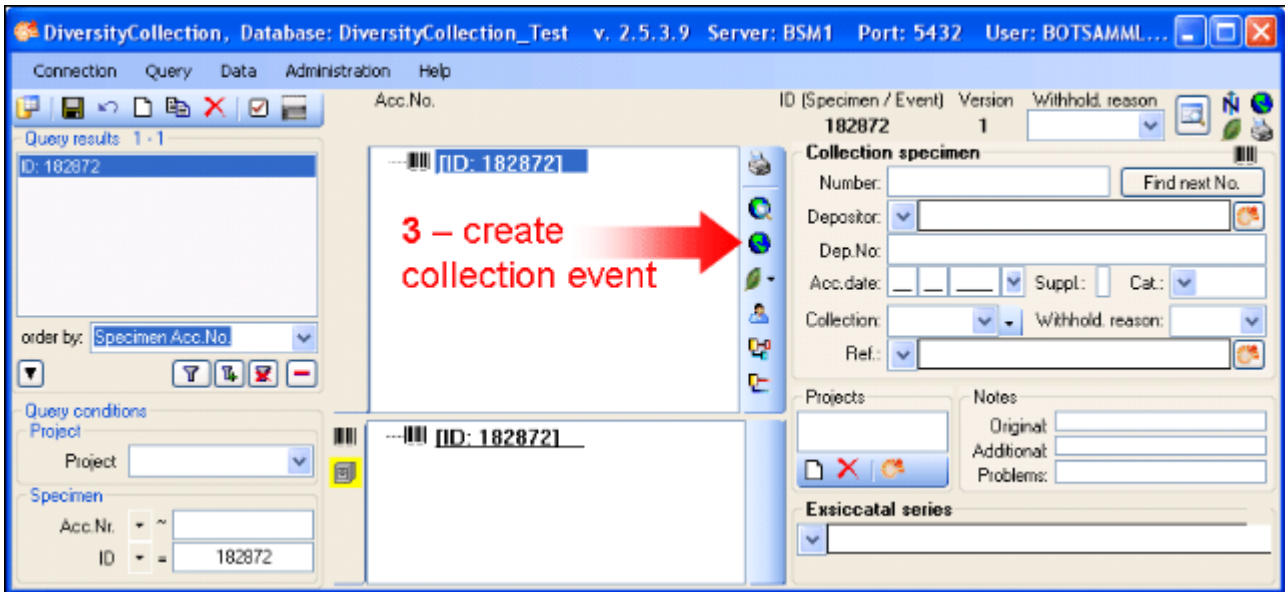 DiversityCollection, Database: DiversityCollection_Test v. 2.5.3.9 Server: BSM1 Port: 5432 User: BOTSAMML...
Connection Query Data Administration Help
Acc.No.
ID (Specimen / Event) Version Withhold. reason
182872 1
Query results 1 - 1
ID: 182872
order by: Specimen Acc.No.
Query conditions
Project
Project
Specimen
Acc.Nr. ~
ID = 182872
[ID: 182872]
3 – create
collection event
[ID: 182872]
Collection specimen
Number: Find next No.
Depositor:
Dep.No:
Acc.date: __ __ ____ Suppl.: Cat.:
Collection: Withhold. reason:
Ref.:
Projects
Notes
Original:
Additional:
Problems:
Exsiccatal series